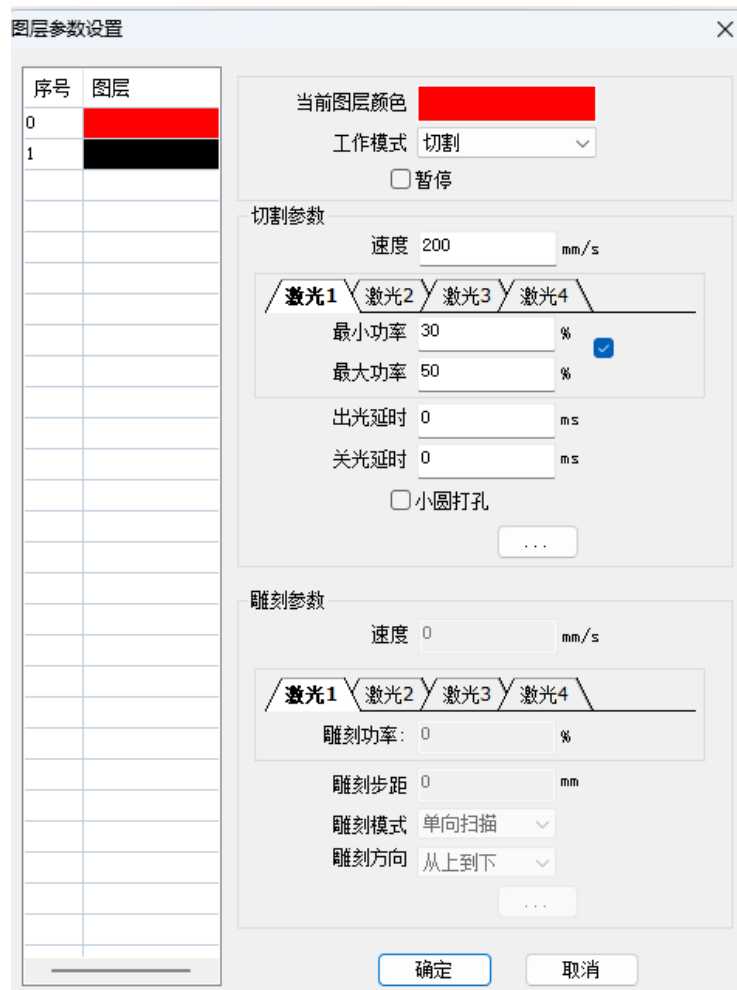 图层参数设置
序号 图层
0
1
当前图层颜色
工作模式 切割
暂停
切割参数
速度 200 mm/s
激光1 激光2 激光3 激光4
最小功率 30 %
最大功率 50 %
出光延时 0 ms
关光延时 0 ms
小圆打孔
...
雕刻参数
速度 0 mm/s
激光1 激光2 激光3 激光4
雕刻功率: 0 %
雕刻步距 0 mm
雕刻模式 单向扫描
雕刻方向 从上到下
...
确定 取消